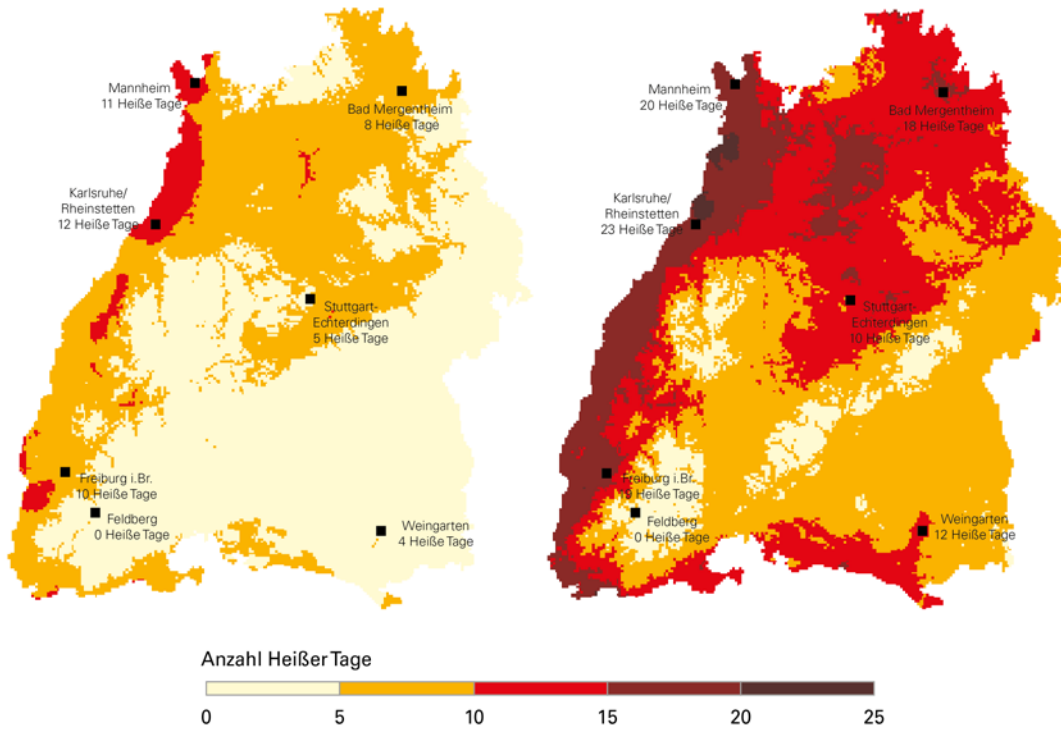 Mannheim
11 Heiße Tage
Bad Mergentheim
8 Heiße Tage
Karlsruhe/
Rheinstetten
12 Heiße Tage
Stuttgart-
Echterdingen
5 Heiße Tage
Freiburg i.Br.
10 Heiße Tage
Feldberg
0 Heiße Tage
Weingarten
4 Heiße Tage
Mannheim
20 Heiße Tage
Bad Mergentheim
18 Heiße Tage
Karlsruhe/
Rheinstetten
23 Heiße Tage
Stuttgart-
Echterdingen
10 Heiße Tage
Freiburg i.Br.
19 Heiße Tage
Feldberg
0 Heiße Tage
Weingarten
12 Heiße Tage
Anzahl Heißer Tage
0 5 10 15 20 25